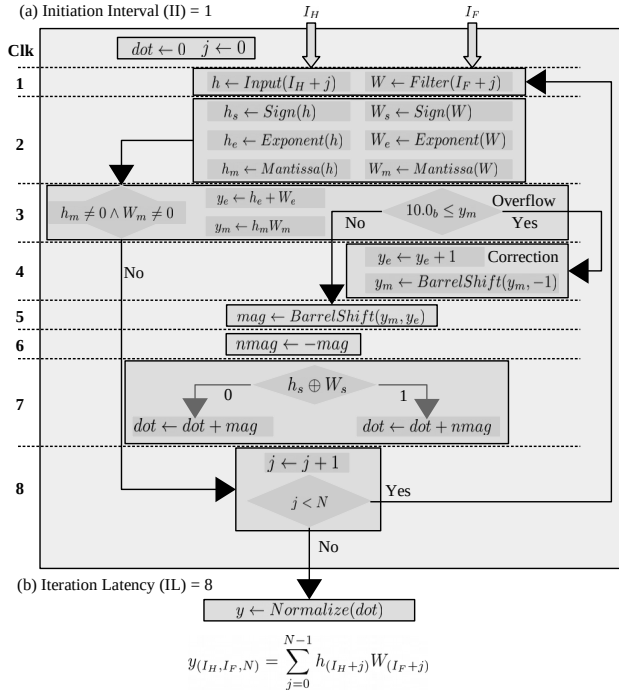 (a) Initiation Interval (II) = 1
I_H
I_F
Clk
dot ← 0 j ← 0
1
h ← Input(I_H + j) W ← Filter(I_F + j)
2
h_s ← Sign(h) W_s ← Sign(W)
h_e ← Exponent(h) W_e ← Exponent(W)
h_m ← Mantissa(h) W_m ← Mantissa(W)
3
h_m ≠ 0 ∧ W_m ≠ 0
y_e ← h_e + W_e
y_m ← h_m W_m
No
10.0_b ≤ y_m
Overflow
Yes
4
No
y_e ← y_e + 1 Correction
y_m ← BarrelShift(y_m, −1)
5
mag ← BarrelShift(y_m, y_e)
6
nmag ← −mag
7
0
h_s ⊕ W_s
1
dot ← dot + mag
dot ← dot + nmag
8
j ← j + 1
j < N
Yes
No
(b) Iteration Latency (IL) = 8
y ← Normalize(dot)
y_{(I_H,I_F,N)} = \sum_{j=0}^{N−1} h_{(I_H+j)} W_{(I_F+j)}